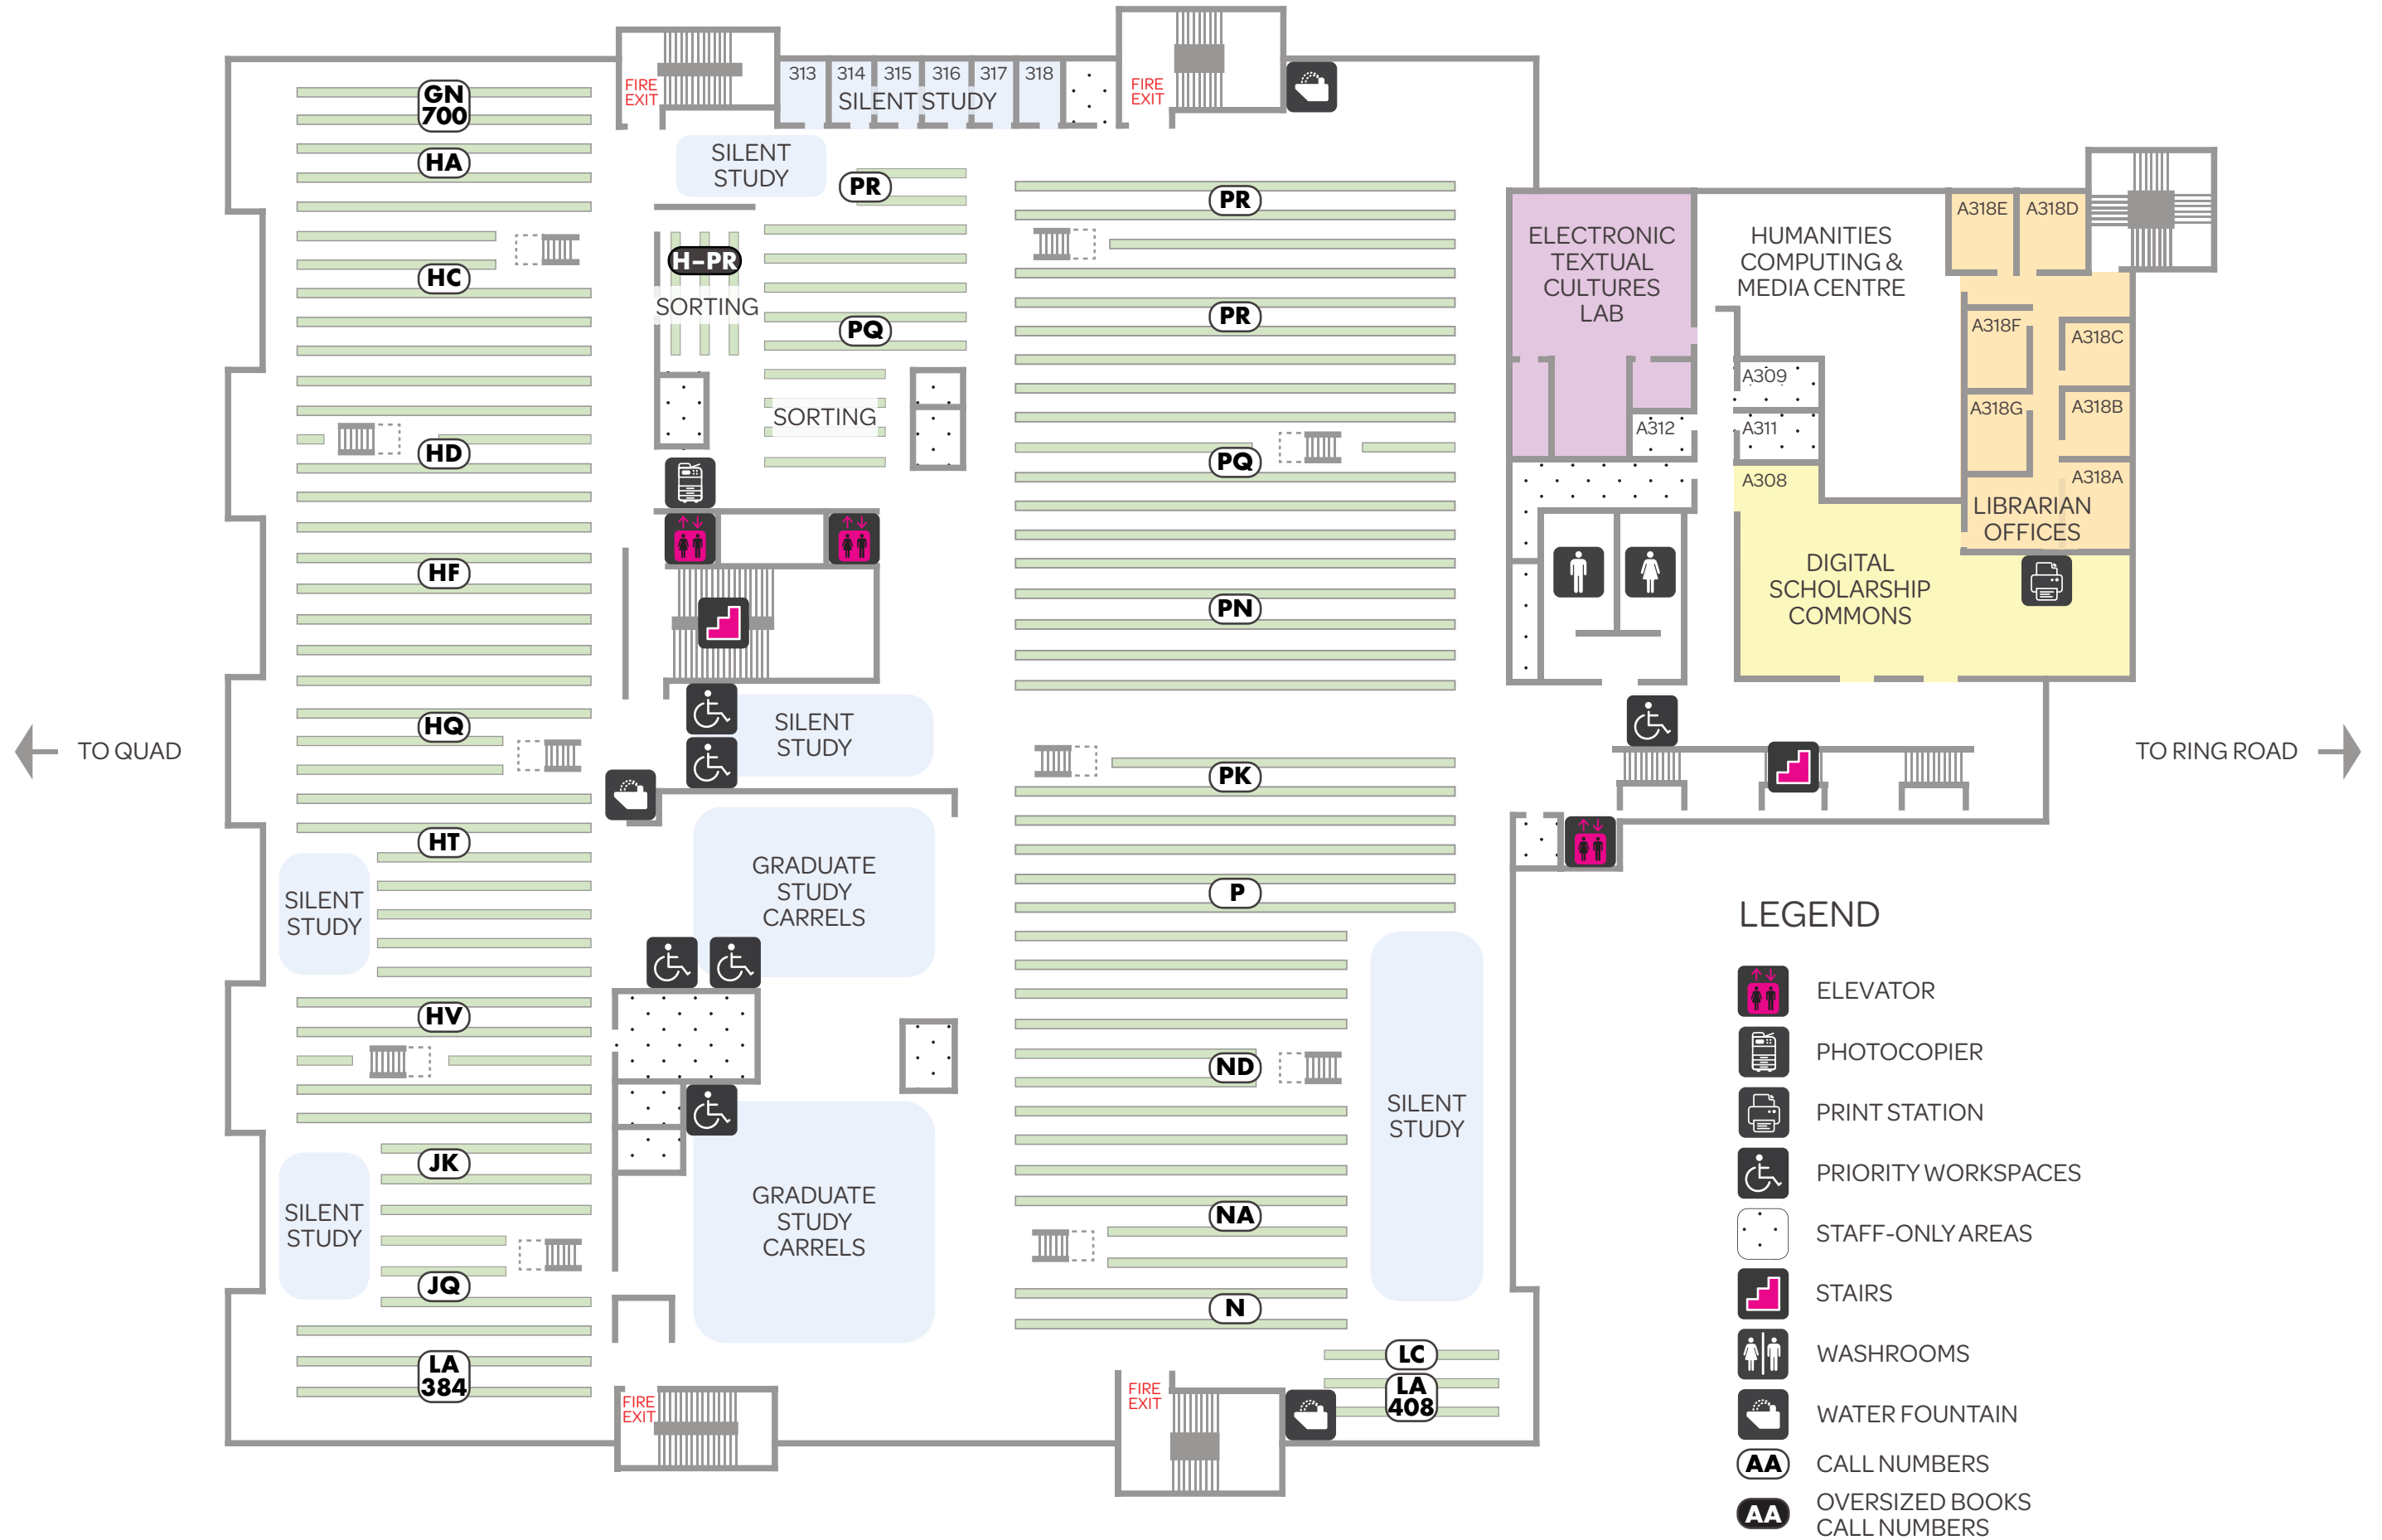 FIRE
EXIT
313
314
315
316
317
318
SILENT STUDY
FIRE
EXIT
GN
700
HA
HC
HD
HF
HQ
HT
SILENT
STUDY
HV
JK
SILENT
STUDY
JQ
LA
384
TO QUAD
SILENT
STUDY
PR
H–PR
SORTING
PQ
SORTING
SILENT
STUDY
GRADUATE
STUDY
CARRELS
GRADUATE
STUDY
CARRELS
FIRE
EXIT
PR
PR
PQ
PN
PK
P
ND
NA
N
SILENT
STUDY
LC
LA
408
FIRE
EXIT
ELECTRONIC
TEXTUAL
CULTURES
LAB
HUMANITIES
COMPUTING &
MEDIA CENTRE
A318E
A318D
A318F
A318C
A309
A318G
A318B
A312
A311
A308
A318A
LIBRARIAN
OFFICES
DIGITAL
SCHOLARSHIP
COMMONS
TO RING ROAD
LEGEND
ELEVATOR
PHOTOCOPIER
PRINT STATION
PRIORITY WORKSPACES
STAFF-ONLY AREAS
STAIRS
WASHROOMS
WATER FOUNTAIN
AA CALL NUMBERS
AA OVERSIZED BOOKS
CALL NUMBERS